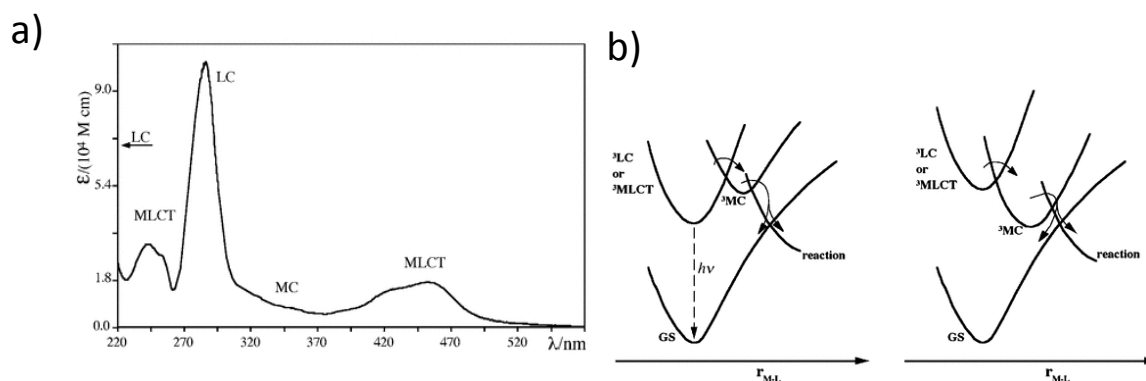 a)
ε/(10⁴ M cm)
9.0
5.4
1.8
0.0
LC
LC
MLCT
MC
MLCT
220 270 320 370 420 470 520 λ/nm
b)
³LC
or
³MLCT
³MC
hν
reaction
GS
r_M-L
³LC
or
³MLCT
³MC
reaction
GS
r_M-L